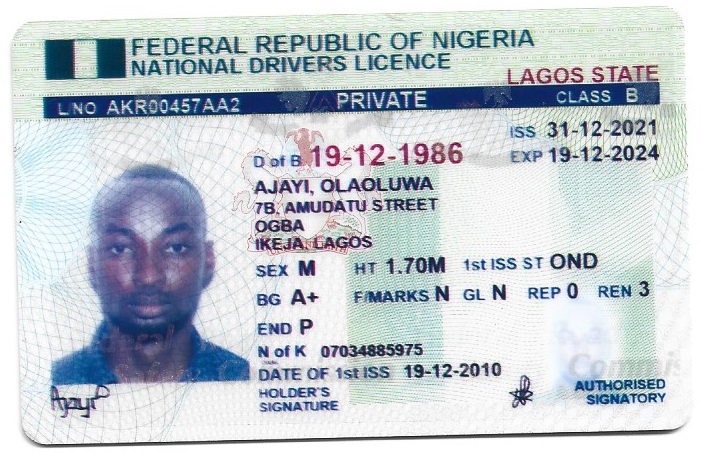 FEDERAL REPUBLIC OF NIGERIA
NATIONAL DRIVERS LICENCE
LAGOS STATE
L/NO AKR00457AA2 PRIVATE CLASS B
ISS 31-12-2021
D of B 19-12-1986 EXP 19-12-2024
AJAYI, OLAOLUWA
7B, AMUDATU STREET
OGBA
IKEJA, LAGOS
SEX M HT 1.70M 1st ISS ST OND
BG A+ F/MARKS N GL N REP 0 REN 3
END P
N of K 07034885975
DATE OF 1st ISS 19-12-2010
HOLDER'S
SIGNATURE
AUTHORISED
SIGNATORY